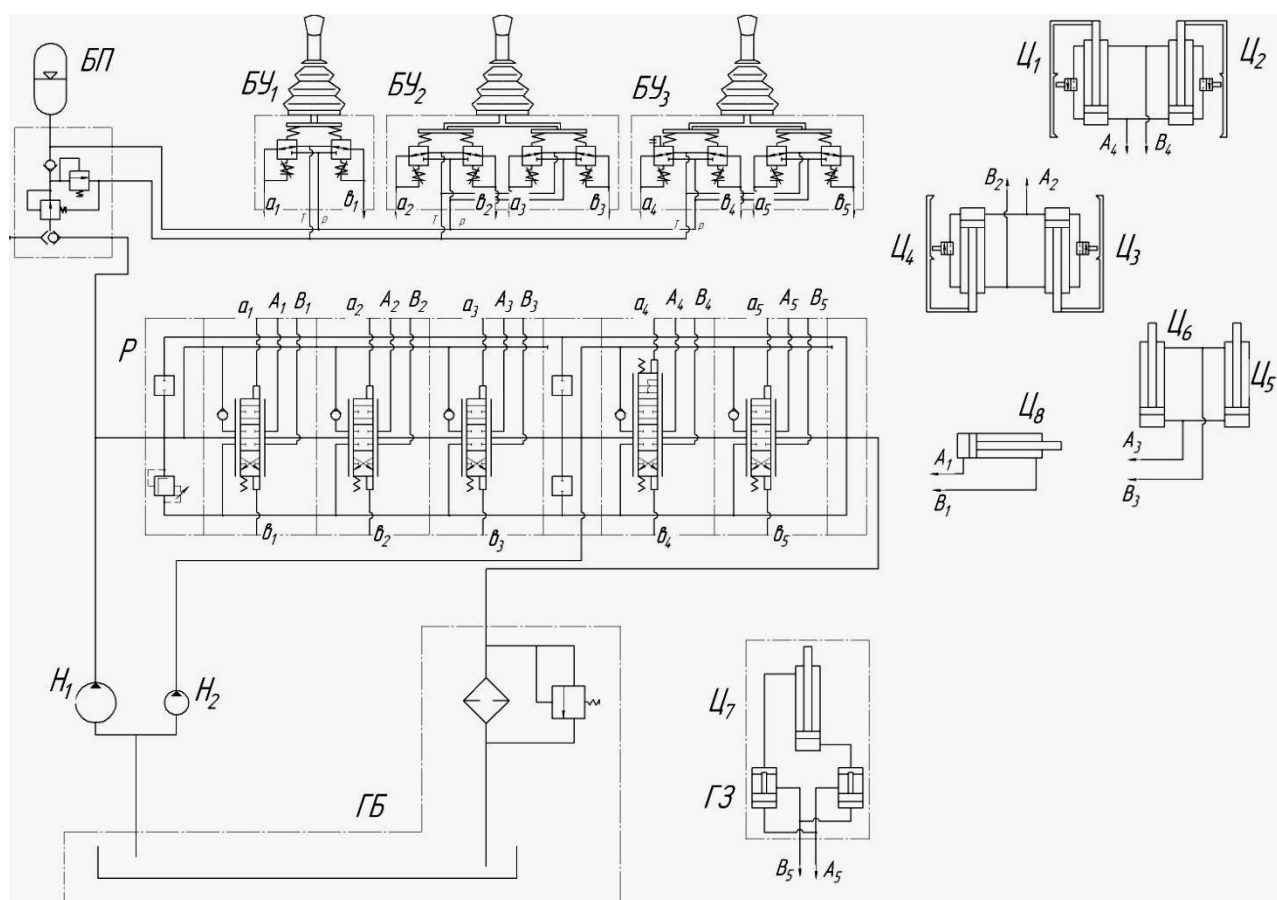 БП
БУ₁ БУ₂ БУ₃
Ц₁ Ц₂
A₄ B₄
a₁ в₁ a₂ в₂ a₃ в₃ a₄ в₄ a₅ в₅
T p T p T p
B₂ A₂
Ц₄ Ц₃
a₁ A₁ B₁ a₂ A₂ B₂ a₃ A₃ B₃ a₄ A₄ B₄ a₅ A₅ B₅
Р
Ц₆
Ц₅
Ц₈
A₁
B₁
A₃
B₃
в₁ в₂ в₃ в₄ в₅
Н₁ Н₂
Ц₇
ГБ
ГЗ
B₅ A₅